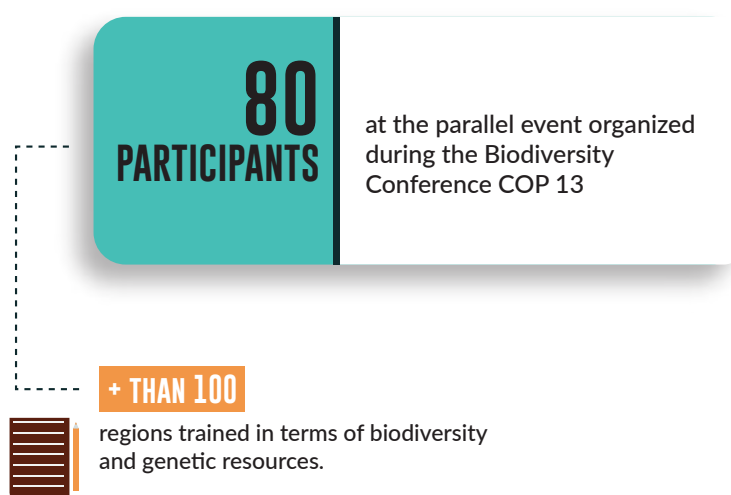 80
PARTICIPANTS
at the parallel event organized
during the Biodiversity
Conference COP 13
+ THAN 100
regions trained in terms of biodiversity
and genetic resources.